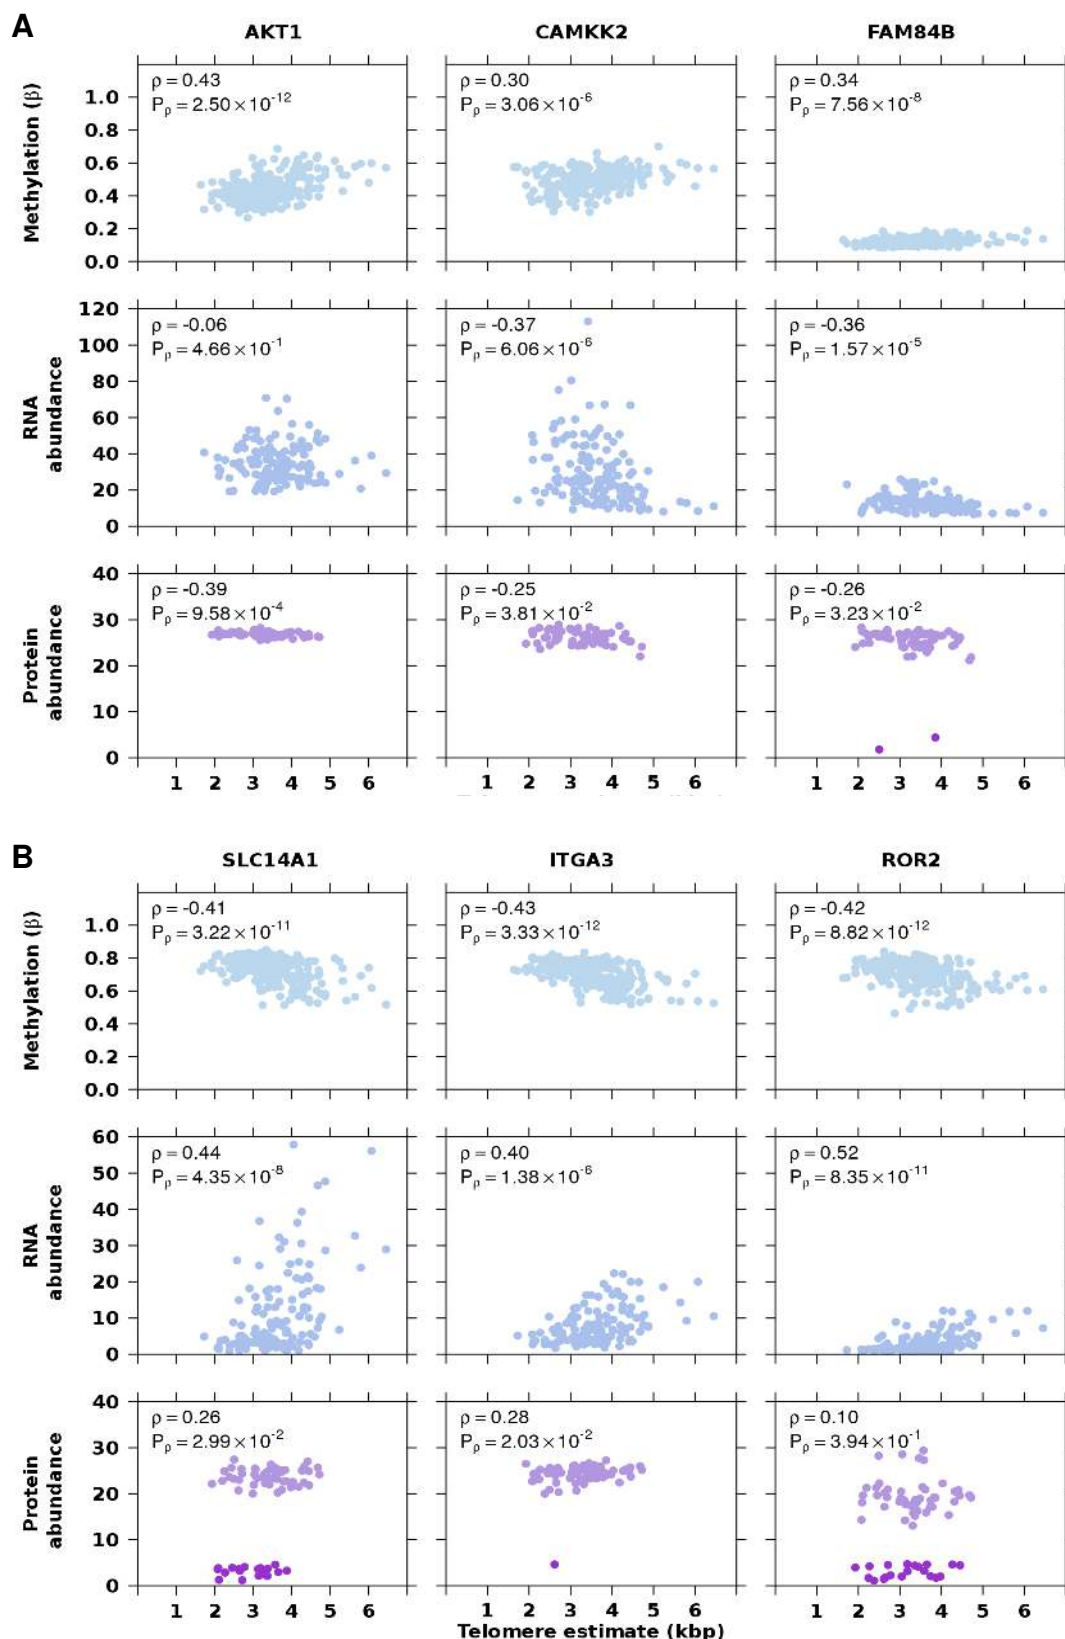 A
AKT1 CAMKK2 FAM84B
Methylation (β)
1.0
0.8
0.6
0.4
0.2
0.0
ρ = 0.43
Pρ = 2.50×10-12
ρ = 0.30
Pρ = 3.06×10-6
ρ = 0.34
Pρ = 7.56×10-8
RNA
abundance
120
100
80
60
40
20
0
ρ = -0.06
Pρ = 4.66×10-1
ρ = -0.37
Pρ = 6.06×10-6
ρ = -0.36
Pρ = 1.57×10-5
Protein
abundance
40
30
20
10
0
ρ = -0.39
Pρ = 9.58×10-4
ρ = -0.25
Pρ = 3.81×10-2
ρ = -0.26
Pρ = 3.23×10-2
1 2 3 4 5 6 1 2 3 4 5 6 1 2 3 4 5 6
B
SLC14A1 ITGA3 ROR2
Methylation (β)
1.0
0.8
0.6
0.4
0.2
0.0
ρ = -0.41
Pρ = 3.22×10-11
ρ = -0.43
Pρ = 3.33×10-12
ρ = -0.42
Pρ = 8.82×10-12
RNA
abundance
60
50
40
30
20
10
0
ρ = 0.44
Pρ = 4.35×10-8
ρ = 0.40
Pρ = 1.38×10-6
ρ = 0.52
Pρ = 8.35×10-11
Protein
abundance
40
30
20
10
0
ρ = 0.26
Pρ = 2.99×10-2
ρ = 0.28
Pρ = 2.03×10-2
ρ = 0.10
Pρ = 3.94×10-1
1 2 3 4 5 6 1 2 3 4 5 6 1 2 3 4 5 6
Telomere estimate (kbp)